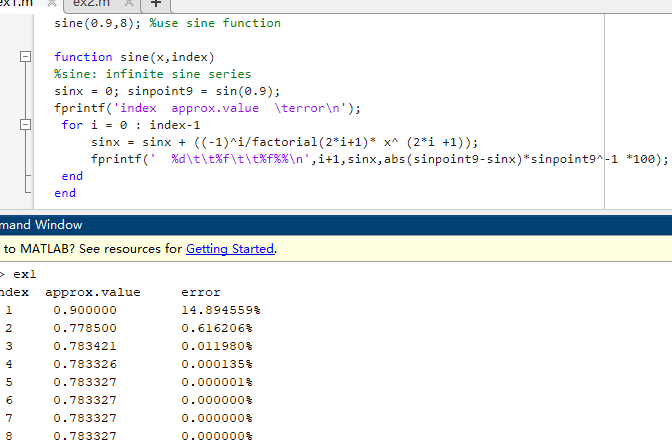 ex1.m ex2.m +
sine(0.9,8); %use sine function
function sine(x,index)
%sine: infinite sine series
sinx = 0; sinpoint9 = sin(0.9);
fprintf('index  approx.value  \terror\n');
for i = 0 : index-1
sinx = sinx + ((-1)^i/factorial(2*i+1)* x^ (2*i +1));
fprintf('  %d\t\t%f\t\t%f%%\n',i+1,sinx,abs(sinpoint9-sinx)*sinpoint9^-1 *100);
end
end
mand Window
to MATLAB? See resources for Getting Started.
> ex1
ndex approx.value error
1 0.900000 14.894559%
2 0.778500 0.616206%
3 0.783421 0.011980%
4 0.783326 0.000135%
5 0.783327 0.000001%
6 0.783327 0.000000%
7 0.783327 0.000000%
8 0.783327 0.000000%